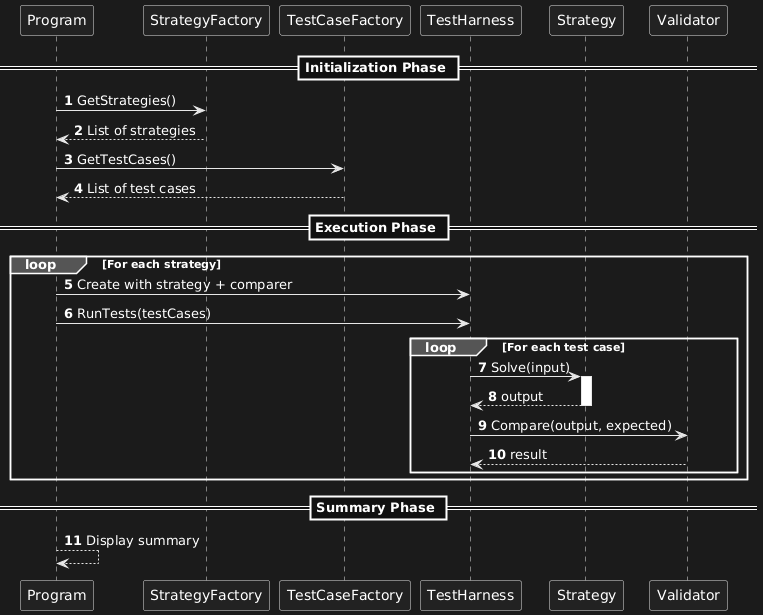 Program StrategyFactory TestCaseFactory TestHarness Strategy Validator
Initialization Phase
1 GetStrategies()
2 List of strategies
3 GetTestCases()
4 List of test cases
Execution Phase
loop [For each strategy]
5 Create with strategy + comparer
6 RunTests(testCases)
loop [For each test case]
7 Solve(input)
8 output
9 Compare(output, expected)
10 result
Summary Phase
11 Display summary
Program StrategyFactory TestCaseFactory TestHarness Strategy Validator